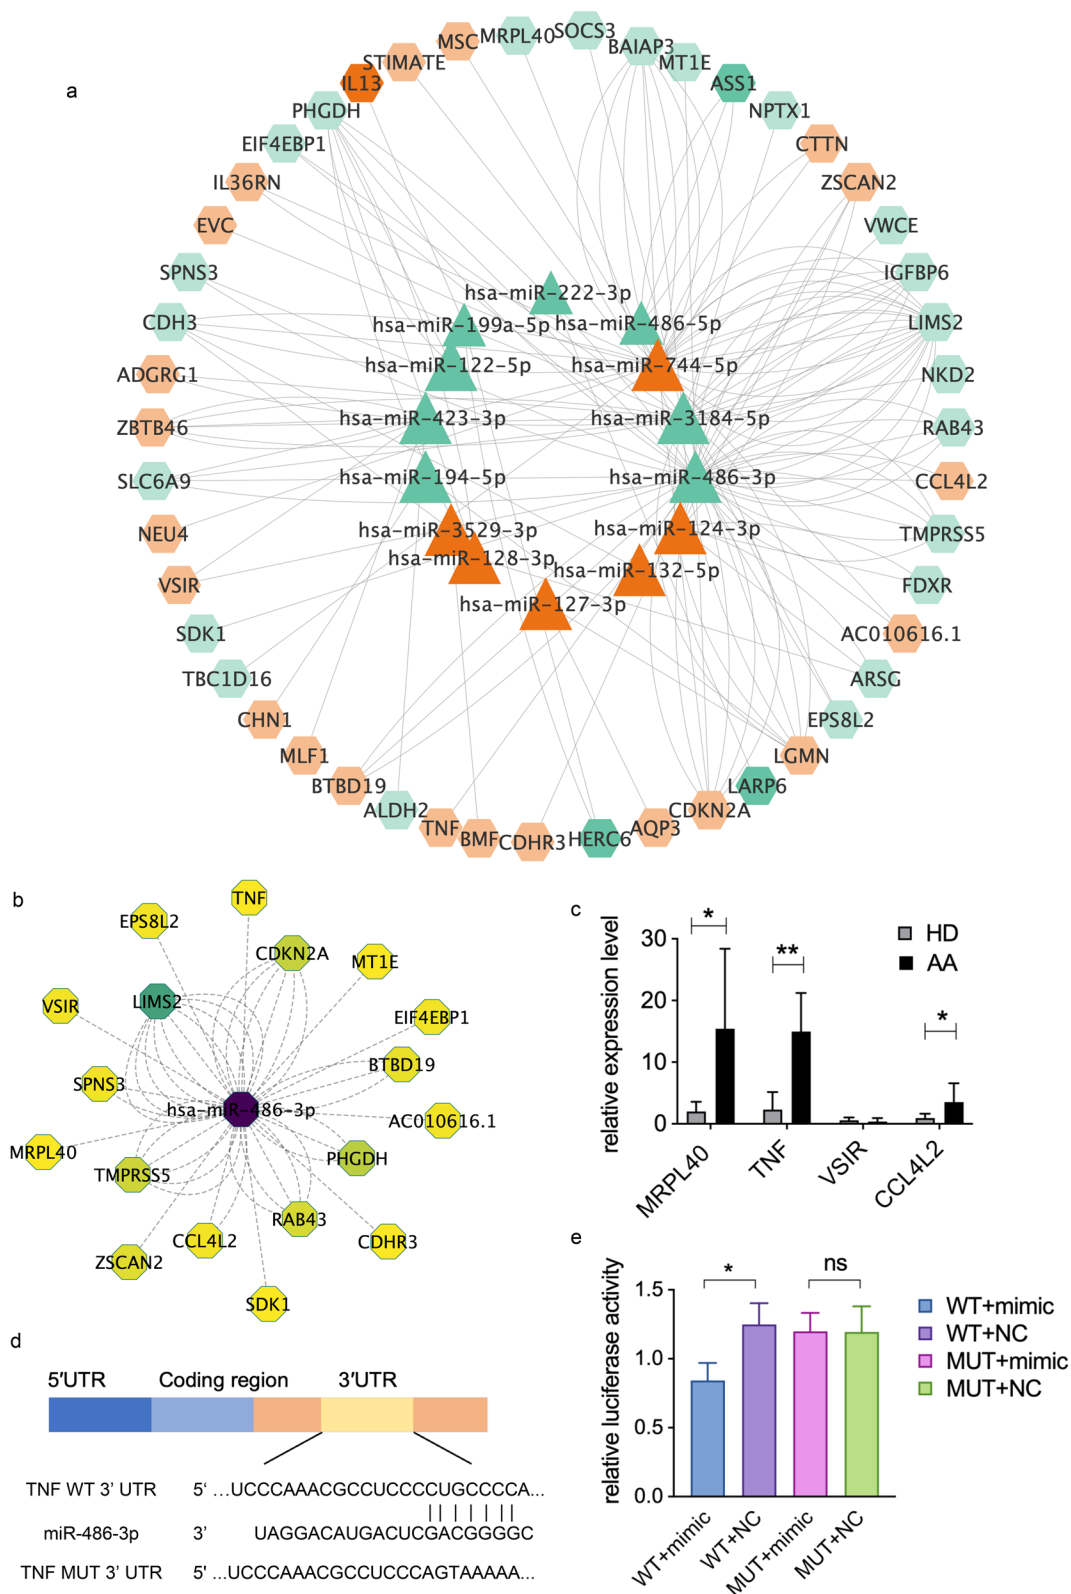 a
MSC
MRPL40
SOCS3
BAIAP3
STIMATE
MT1E
IL13
ASS1
PHGDH
NPTX1
EIF4EBP1
CTTN
IL36RN
ZSCAN2
EVC
VWCE
SPNS3
IGFBP6
hsa-miR-222-3p
CDH3
hsa-miR-199a-5p
hsa-miR-486-5p
LIMS2
ADGRG1
hsa-miR-122-5p
hsa-miR-744-5p
NKD2
ZBTB46
hsa-miR-423-3p
hsa-miR-3184-5p
RAB43
SLC6A9
hsa-miR-194-5p
hsa-miR-486-3p
CCL4L2
NEU4
hsa-miR-3529-3p
hsa-miR-124-3p
TMPRSS5
hsa-miR-128-3p
hsa-miR-132-5p
VSIR
FDXR
hsa-miR-127-3p
SDK1
AC010616.1
TBC1D16
ARSG
CHN1
EPS8L2
MLF1
LGMN
BTBD19
LARP6
ALDH2
CDKN2A
TNF
BMF
CDHR3
HERC6
AQP3
b
TNF
EPS8L2
CDKN2A
MT1E
LIMS2
VSIR
EIF4EBP1
BTBD19
SPNS3
hsa-miR-486-3p
AC010616.1
MRPL40
TMPRSS5
PHGDH
RAB43
CCL4L2
CDHR3
ZSCAN2
SDK1
c
relative expression level
30
20
10
0
*
**
*
HD
AA
MRPL40
TNF
VSIR
CCL4L2
d
5'UTR
Coding region
3'UTR
TNF WT 3' UTR 5' ...UCCCAAACGCCUCCCCUGCCCCA...
miR-486-3p 3' UAGGACAUGACUCGACGGGGC
TNF MUT 3' UTR 5' ...UCCCAAACGCCUCCCAGTAAAAA...
e
relative luciferase activity
1.5
1.0
0.5
0.0
*
ns
WT+mimic
WT+NC
MUT+mimic
MUT+NC
WT+mimic
WT+NC
MUT+mimic
MUT+NC